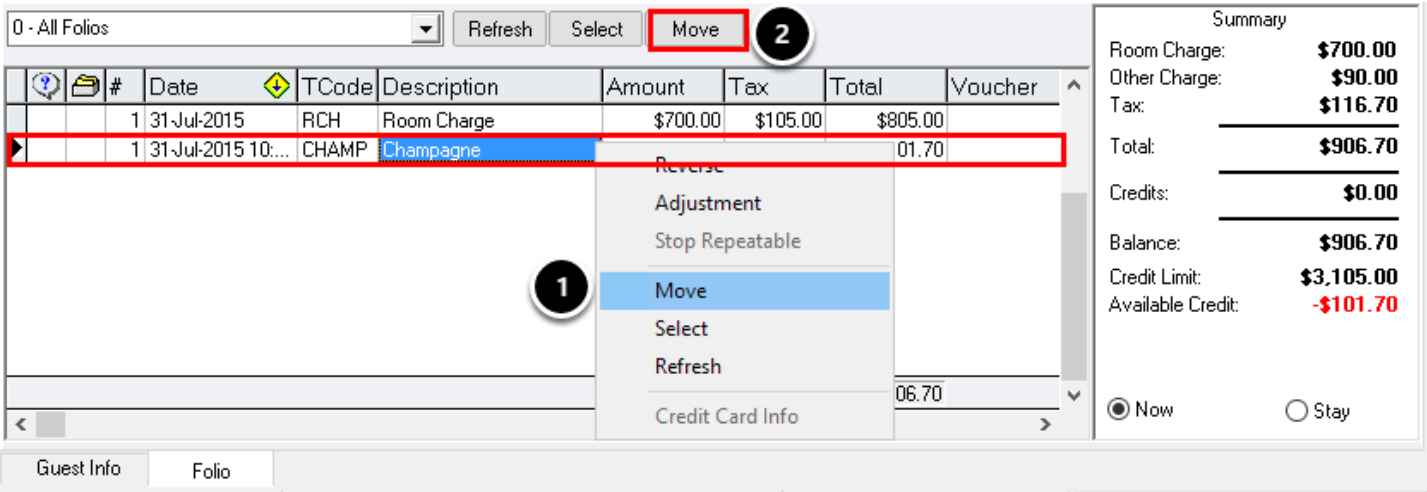 0 - All Folios Refresh Select Move 2
# Date TCode Description Amount Tax Total Voucher
1 31-Jul-2015 RCH Room Charge $700.00 $105.00 $805.00
1 31-Jul-2015 10:... CHAMP Champagne 01.70
Reverse
Adjustment
Stop Repeatable
1 Move
Select
Refresh
06.70
Credit Card Info
Guest Info Folio
Summary
Room Charge: $700.00
Other Charge: $90.00
Tax: $116.70
Total: $906.70
Credits: $0.00
Balance: $906.70
Credit Limit: $3,105.00
Available Credit: -$101.70
Now Stay